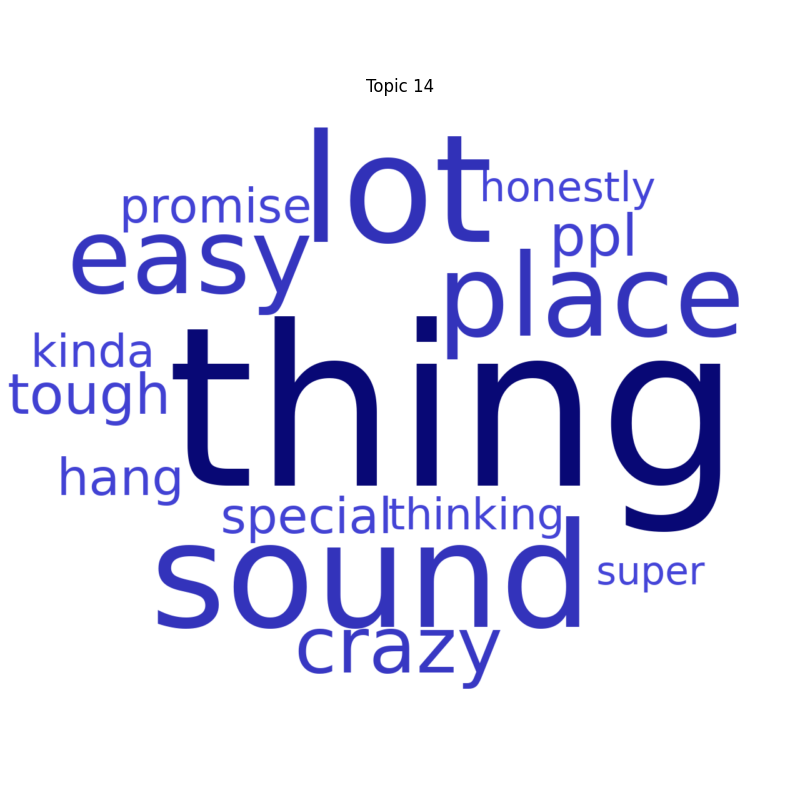 Topic 14
lot
honestly
promise
ppl
easy
place
kinda
thing
tough
hang
special
thinking
sound
super
crazy